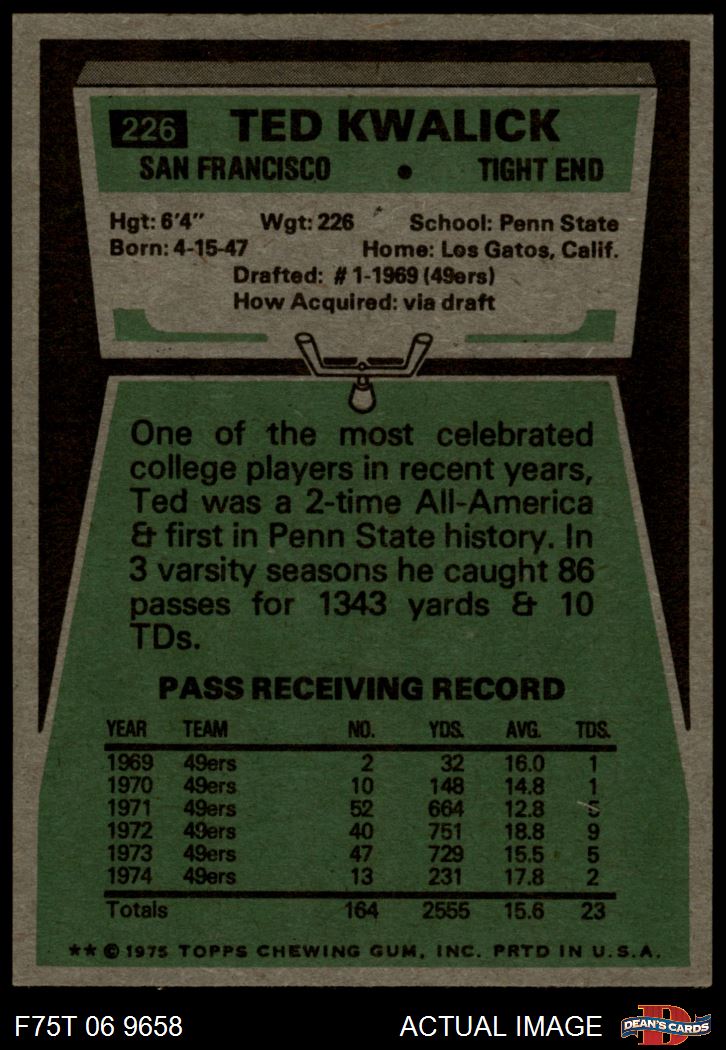 226 TED KWALICK
SAN FRANCISCO • TIGHT END
Hgt: 6'4" Wgt: 226 School: Penn State
Born: 4-15-47 Home: Los Gatos, Calif.
Drafted: #1-1969 (49ers)
How Acquired: via draft
One of the most celebrated
college players in recent years,
Ted was a 2-time All-America
& first in Penn State history. In
3 varsity seasons he caught 86
passes for 1343 yards & 10
TDs.
PASS RECEIVING RECORD
YEAR TEAM NO. YDS. AVG. TDS.
1969 49ers 2 32 16.0 1
1970 49ers 10 148 14.8 1
1971 49ers 52 664 12.8 5
1972 49ers 40 751 18.8 9
1973 49ers 47 729 15.5 5
1974 49ers 13 231 17.8 2
Totals 164 2555 15.6 23
** © 1975 TOPPS CHEWING GUM, INC. PRTD IN U.S.A.
F75T 06 9658 ACTUAL IMAGE D DEAN'S CARDS